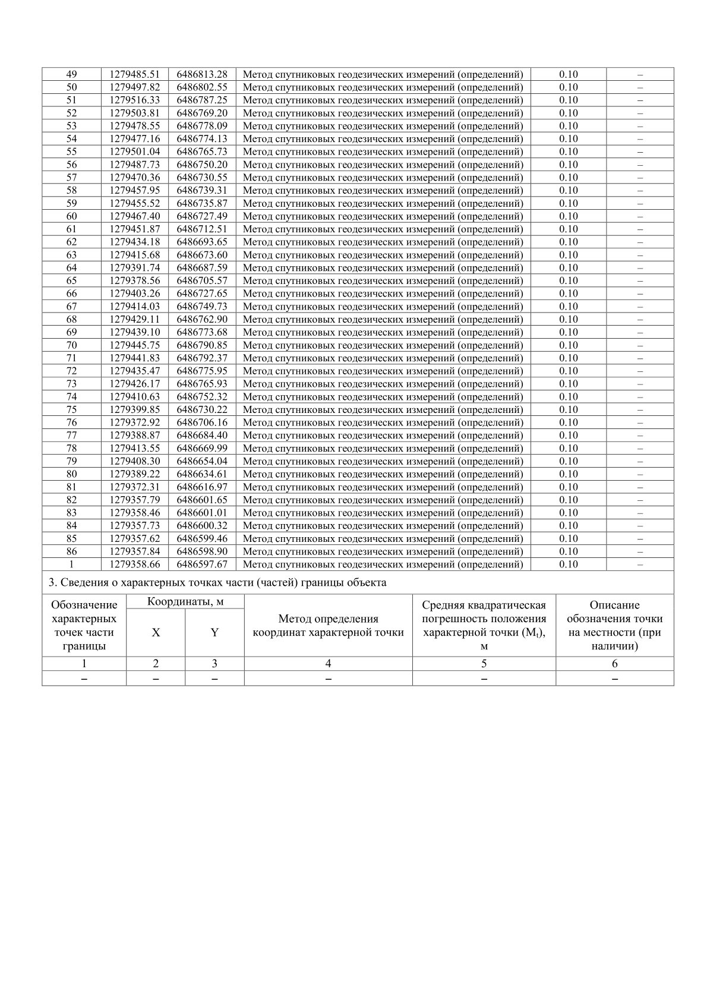 49 1279485.51 6486813.28 Метод спутниковых геодезических измерений (определений) 0.10 –
50 1279497.82 6486802.55 Метод спутниковых геодезических измерений (определений) 0.10 –
51 1279516.33 6486787.25 Метод спутниковых геодезических измерений (определений) 0.10 –
52 1279503.81 6486769.20 Метод спутниковых геодезических измерений (определений) 0.10 –
53 1279478.55 6486778.09 Метод спутниковых геодезических измерений (определений) 0.10 –
54 1279477.16 6486774.13 Метод спутниковых геодезических измерений (определений) 0.10 –
55 1279501.04 6486765.73 Метод спутниковых геодезических измерений (определений) 0.10 –
56 1279487.73 6486750.20 Метод спутниковых геодезических измерений (определений) 0.10 –
57 1279470.36 6486730.55 Метод спутниковых геодезических измерений (определений) 0.10 –
58 1279457.95 6486739.31 Метод спутниковых геодезических измерений (определений) 0.10 –
59 1279455.52 6486735.87 Метод спутниковых геодезических измерений (определений) 0.10 –
60 1279467.40 6486727.49 Метод спутниковых геодезических измерений (определений) 0.10 –
61 1279451.87 6486712.51 Метод спутниковых геодезических измерений (определений) 0.10 –
62 1279434.18 6486693.65 Метод спутниковых геодезических измерений (определений) 0.10 –
63 1279415.68 6486673.60 Метод спутниковых геодезических измерений (определений) 0.10 –
64 1279391.74 6486687.59 Метод спутниковых геодезических измерений (определений) 0.10 –
65 1279378.56 6486705.57 Метод спутниковых геодезических измерений (определений) 0.10 –
66 1279403.26 6486727.65 Метод спутниковых геодезических измерений (определений) 0.10 –
67 1279414.03 6486749.73 Метод спутниковых геодезических измерений (определений) 0.10 –
68 1279429.11 6486762.90 Метод спутниковых геодезических измерений (определений) 0.10 –
69 1279439.10 6486773.68 Метод спутниковых геодезических измерений (определений) 0.10 –
70 1279445.75 6486790.85 Метод спутниковых геодезических измерений (определений) 0.10 –
71 1279441.83 6486792.37 Метод спутниковых геодезических измерений (определений) 0.10 –
72 1279435.47 6486775.95 Метод спутниковых геодезических измерений (определений) 0.10 –
73 1279426.17 6486765.93 Метод спутниковых геодезических измерений (определений) 0.10 –
74 1279410.63 6486752.32 Метод спутниковых геодезических измерений (определений) 0.10 –
75 1279399.85 6486730.22 Метод спутниковых геодезических измерений (определений) 0.10 –
76 1279372.92 6486706.16 Метод спутниковых геодезических измерений (определений) 0.10 –
77 1279388.87 6486684.40 Метод спутниковых геодезических измерений (определений) 0.10 –
78 1279413.55 6486669.99 Метод спутниковых геодезических измерений (определений) 0.10 –
79 1279408.30 6486654.04 Метод спутниковых геодезических измерений (определений) 0.10 –
80 1279389.22 6486634.61 Метод спутниковых геодезических измерений (определений) 0.10 –
81 1279372.31 6486616.97 Метод спутниковых геодезических измерений (определений) 0.10 –
82 1279357.79 6486601.65 Метод спутниковых геодезических измерений (определений) 0.10 –
83 1279358.46 6486601.01 Метод спутниковых геодезических измерений (определений) 0.10 –
84 1279357.73 6486600.32 Метод спутниковых геодезических измерений (определений) 0.10 –
85 1279357.62 6486599.46 Метод спутниковых геодезических измерений (определений) 0.10 –
86 1279357.84 6486598.90 Метод спутниковых геодезических измерений (определений) 0.10 –
1 1279358.66 6486597.67 Метод спутниковых геодезических измерений (определений) 0.10 –
3. Сведения о характерных точках части (частей) границы объекта
Обозначение
характерных
точек части
границы
Координаты, м
X Y
Метод определения
координат характерной точки
Средняя квадратическая
погрешность положения
характерной точки (Mt),
м
Описание
обозначения точки
на местности (при
наличии)
1 2 3 4 5 6
– – – – – –